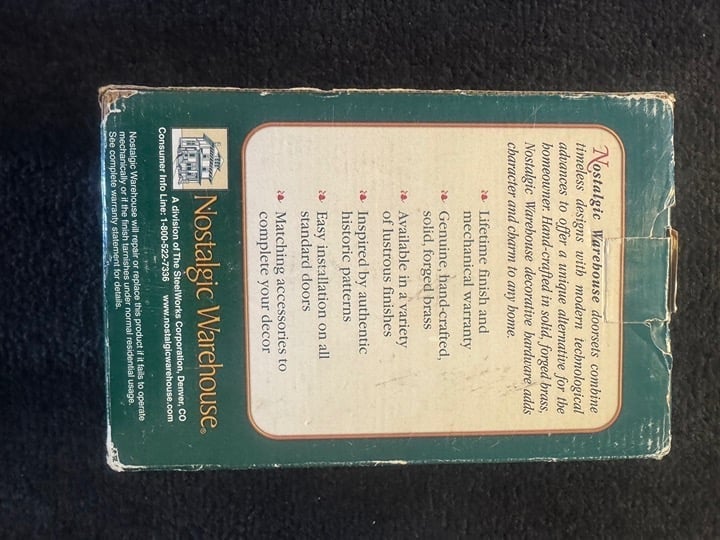 Nostalgic Warehouse doorsets combine
timeless designs with modern technological
advances to offer a unique alternative for the
homeowner. Hand-crafted in solid, forged brass,
Nostalgic Warehouse decorative hardware adds
character and charm to any home.
Lifetime finish and
mechanical warranty
Genuine, hand-crafted,
solid, forged brass
Available in a variety
of lustrous finishes
Inspired by authentic
historic patterns
Easy installation on all
standard doors
Matching accessories to
complete your decor
Nostalgic Warehouse®
A division of The SteelWorks Corporation, Denver, CO
Consumer Info Line: 1-800-522-7336 www.nostalgicwarehouse.com
Nostalgic Warehouse will repair or replace this product if it fails to operate
mechanically or if the finish tarnishes under normal residential usage.
See complete warranty statement for details.